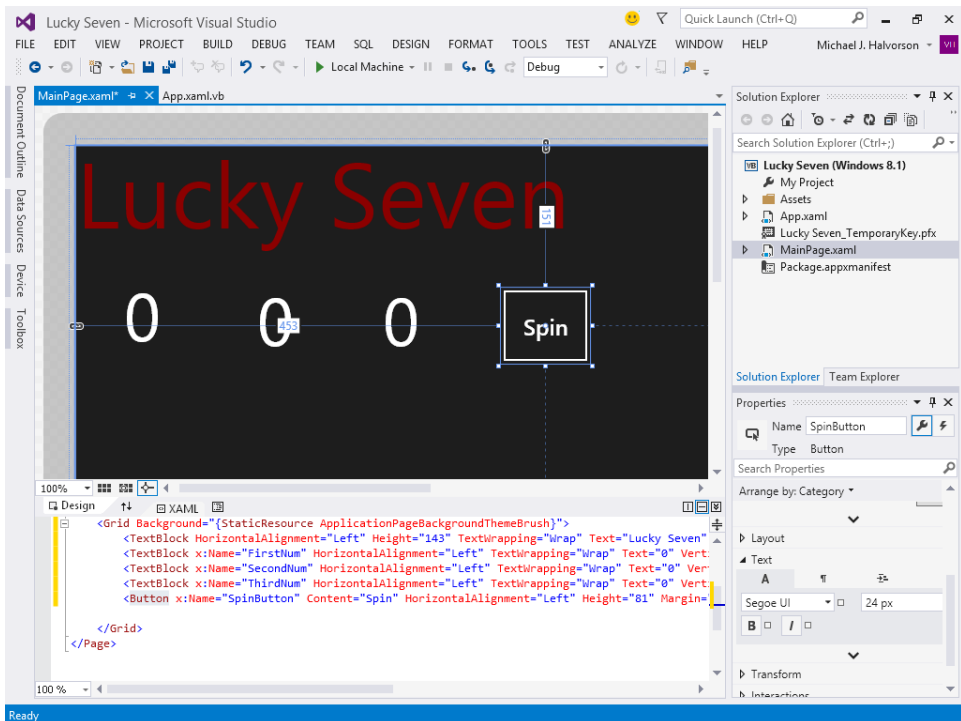 Lucky Seven - Microsoft Visual Studio
Quick Launch (Ctrl+Q)
FILE EDIT VIEW PROJECT BUILD DEBUG TEAM SQL DESIGN FORMAT TOOLS TEST ANALYZE WINDOW HELP
Michael J. Halvorson
Local Machine
Debug
Document Outline
Data Sources
Device
Toolbox
MainPage.xaml*
App.xaml.vb
Lucky Seven
151
0
0
0
453
Spin
100%
Design
XAML
<Grid Background="{StaticResource ApplicationPageBackgroundThemeBrush}">
<TextBlock HorizontalAlignment="Left" Height="143" TextWrapping="Wrap" Text="Lucky Seven"
<TextBlock x:Name="FirstNum" HorizontalAlignment="Left" TextWrapping="Wrap" Text="0" Vert
<TextBlock x:Name="SecondNum" HorizontalAlignment="Left" TextWrapping="Wrap" Text="0" Ver
<TextBlock x:Name="ThirdNum" HorizontalAlignment="Left" TextWrapping="Wrap" Text="0" Vert
<Button x:Name="SpinButton" Content="Spin" HorizontalAlignment="Left" Height="81" Margin=
</Grid>
</Page>
100 %
Ready
Solution Explorer
Search Solution Explorer (Ctrl+;)
Lucky Seven (Windows 8.1)
My Project
Assets
App.xaml
Lucky Seven_TemporaryKey.pfx
MainPage.xaml
Package.appxmanifest
Solution Explorer
Team Explorer
Properties
Name SpinButton
Type Button
Search Properties
Arrange by: Category
Layout
Text
A
Segoe UI
24 px
B
I
Transform
Interactions